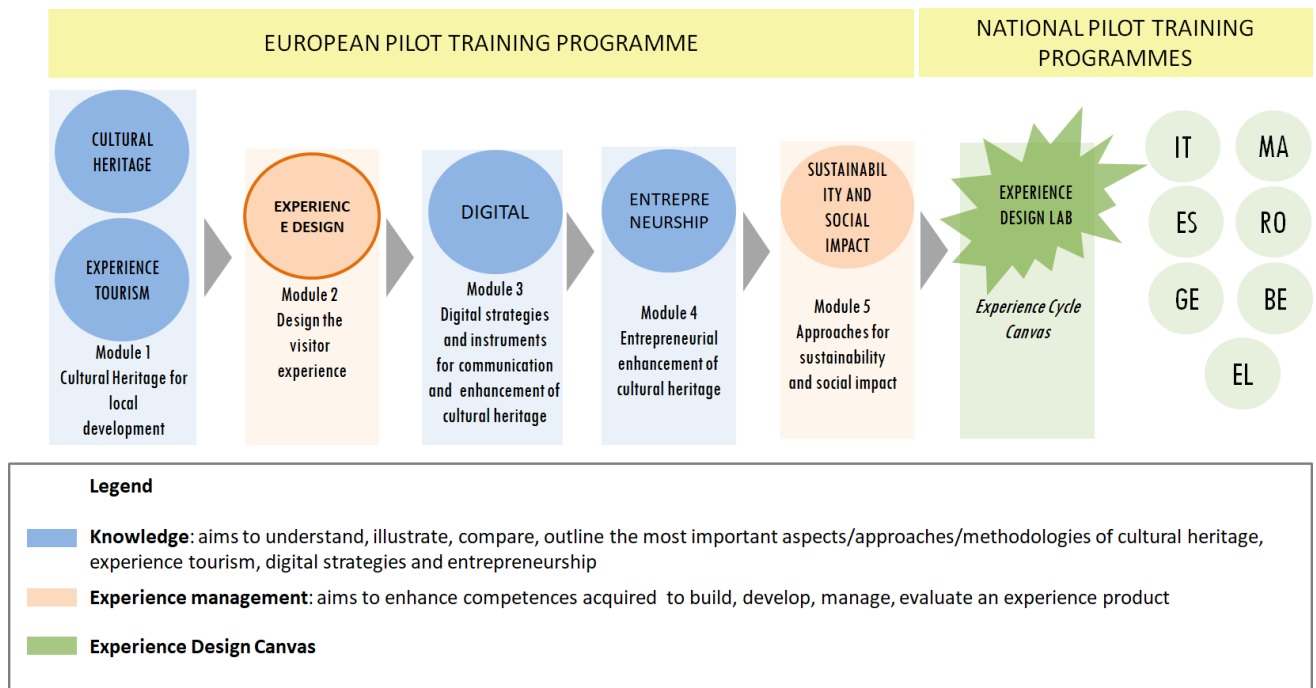 EUROPEAN PILOT TRAINING PROGRAMME
NATIONAL PILOT TRAINING
PROGRAMMES
CULTURAL
HERITAGE
EXPERIENCE
TOURISM
Module 1
Cultural Heritage for
local
development
EXPERIENC
E DESIGN
Module 2
Design the
visitor
experience
DIGITAL
Module 3
Digital strategies
and instruments
for communication
and enhancement of
cultural heritage
ENTREPRE
NEURSHIP
Module 4
Entrepreneurial
enhancement of
cultural heritage
SUSTAINABIL
ITY AND
SOCIAL
IMPACT
Module 5
Approaches for
sustainability
and social impact
EXPERIENCE
DESIGN LAB
Experience Cycle
Canvas
IT
MA
ES
RO
GE
BE
EL
Legend
Knowledge: aims to understand, illustrate, compare, outline the most important aspects/approaches/methodologies of cultural heritage,
experience tourism, digital strategies and entrepreneurship
Experience management: aims to enhance competences acquired to build, develop, manage, evaluate an experience product
Experience Design Canvas